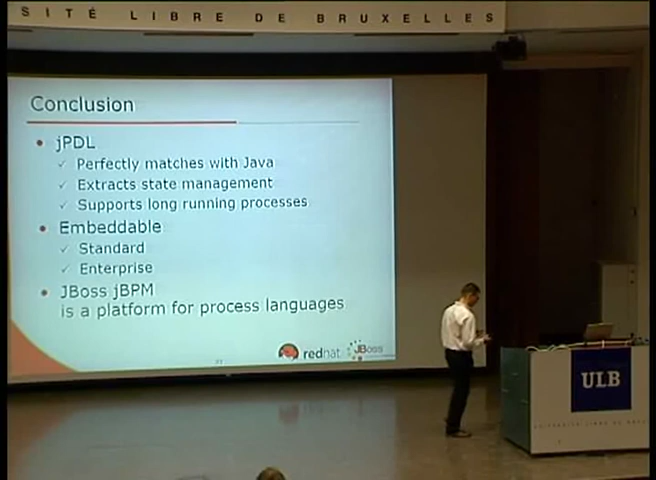 SITÉ LIBRE DE BRUXELLES
Conclusion
jPDL
Perfectly matches with Java
Extracts state management
Supports long running processes
Embeddable
Standard
Enterprise
JBoss jBPM
is a platform for process languages
redhat JBoss
ULB